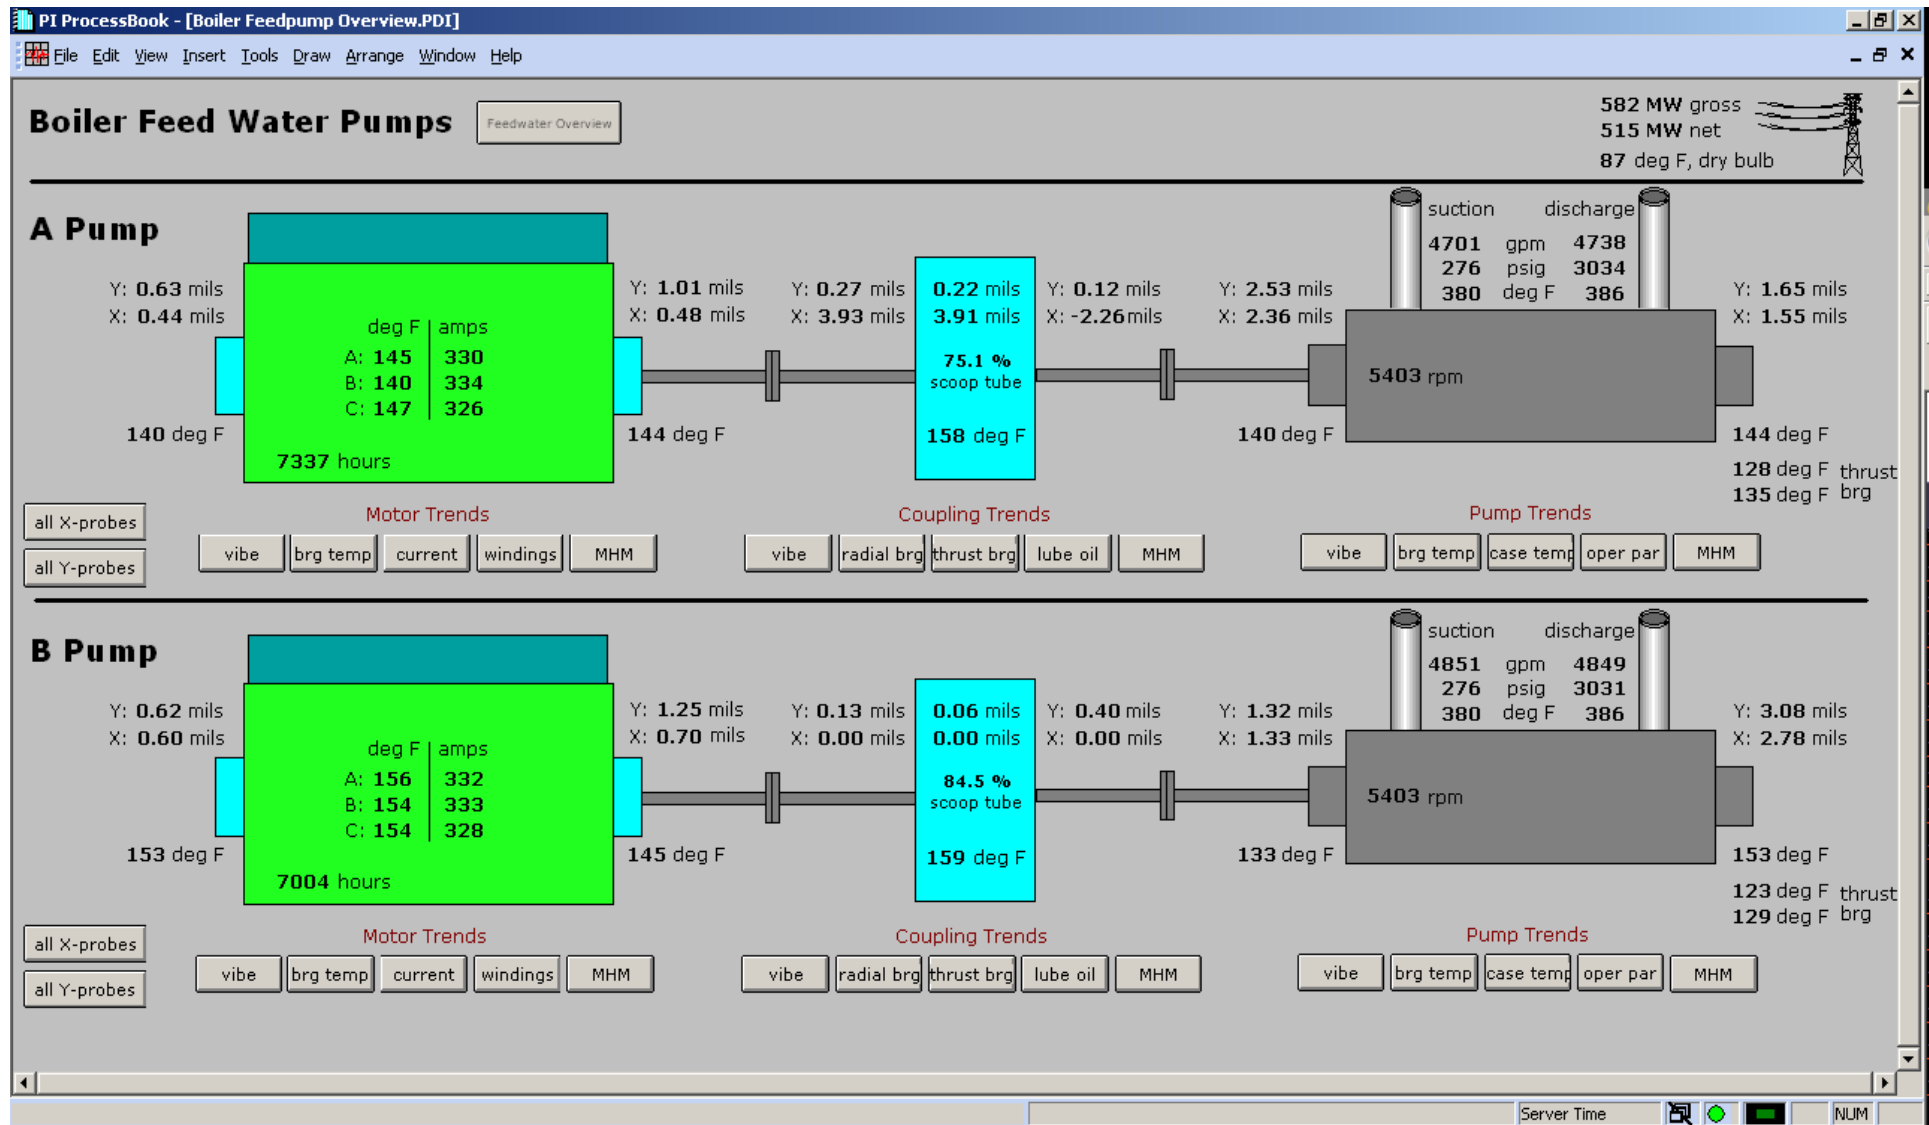 PI ProcessBook - [Boiler Feedpump Overview.PDI]
File Edit View Insert Tools Draw Arrange Window Help
Boiler Feed Water Pumps
Feedwater Overview
582 MW gross
515 MW net
87 deg F, dry bulb
A Pump
suction discharge
4701 gpm 4738
276 psig 3034
380 deg F 386
Y: 0.63 mils
X: 0.44 mils
deg F | amps
A: 145 330
B: 140 334
C: 147 326
7337 hours
Y: 1.01 mils
X: 0.48 mils
Y: 0.27 mils
X: 3.93 mils
0.22 mils
3.91 mils
75.1 %
scoop tube
158 deg F
Y: 0.12 mils
X: -2.26 mils
Y: 2.53 mils
X: 2.36 mils
5403 rpm
Y: 1.65 mils
X: 1.55 mils
140 deg F
144 deg F
140 deg F
144 deg F
128 deg F thrust
135 deg F brg
all X-probes
all Y-probes
Motor Trends
vibe brg temp current windings MHM
Coupling Trends
vibe radial brg thrust brg lube oil MHM
Pump Trends
vibe brg temp case temp oper par MHM
B Pump
suction discharge
4851 gpm 4849
276 psig 3031
380 deg F 386
Y: 0.62 mils
X: 0.60 mils
deg F | amps
A: 156 332
B: 154 333
C: 154 328
7004 hours
Y: 1.25 mils
X: 0.70 mils
Y: 0.13 mils
X: 0.00 mils
0.06 mils
0.00 mils
84.5 %
scoop tube
159 deg F
Y: 0.40 mils
X: 0.00 mils
Y: 1.32 mils
X: 1.33 mils
5403 rpm
Y: 3.08 mils
X: 2.78 mils
153 deg F
145 deg F
133 deg F
153 deg F
123 deg F thrust
129 deg F brg
all X-probes
all Y-probes
Motor Trends
vibe brg temp current windings MHM
Coupling Trends
vibe radial brg thrust brg lube oil MHM
Pump Trends
vibe brg temp case temp oper par MHM
Server Time NUM